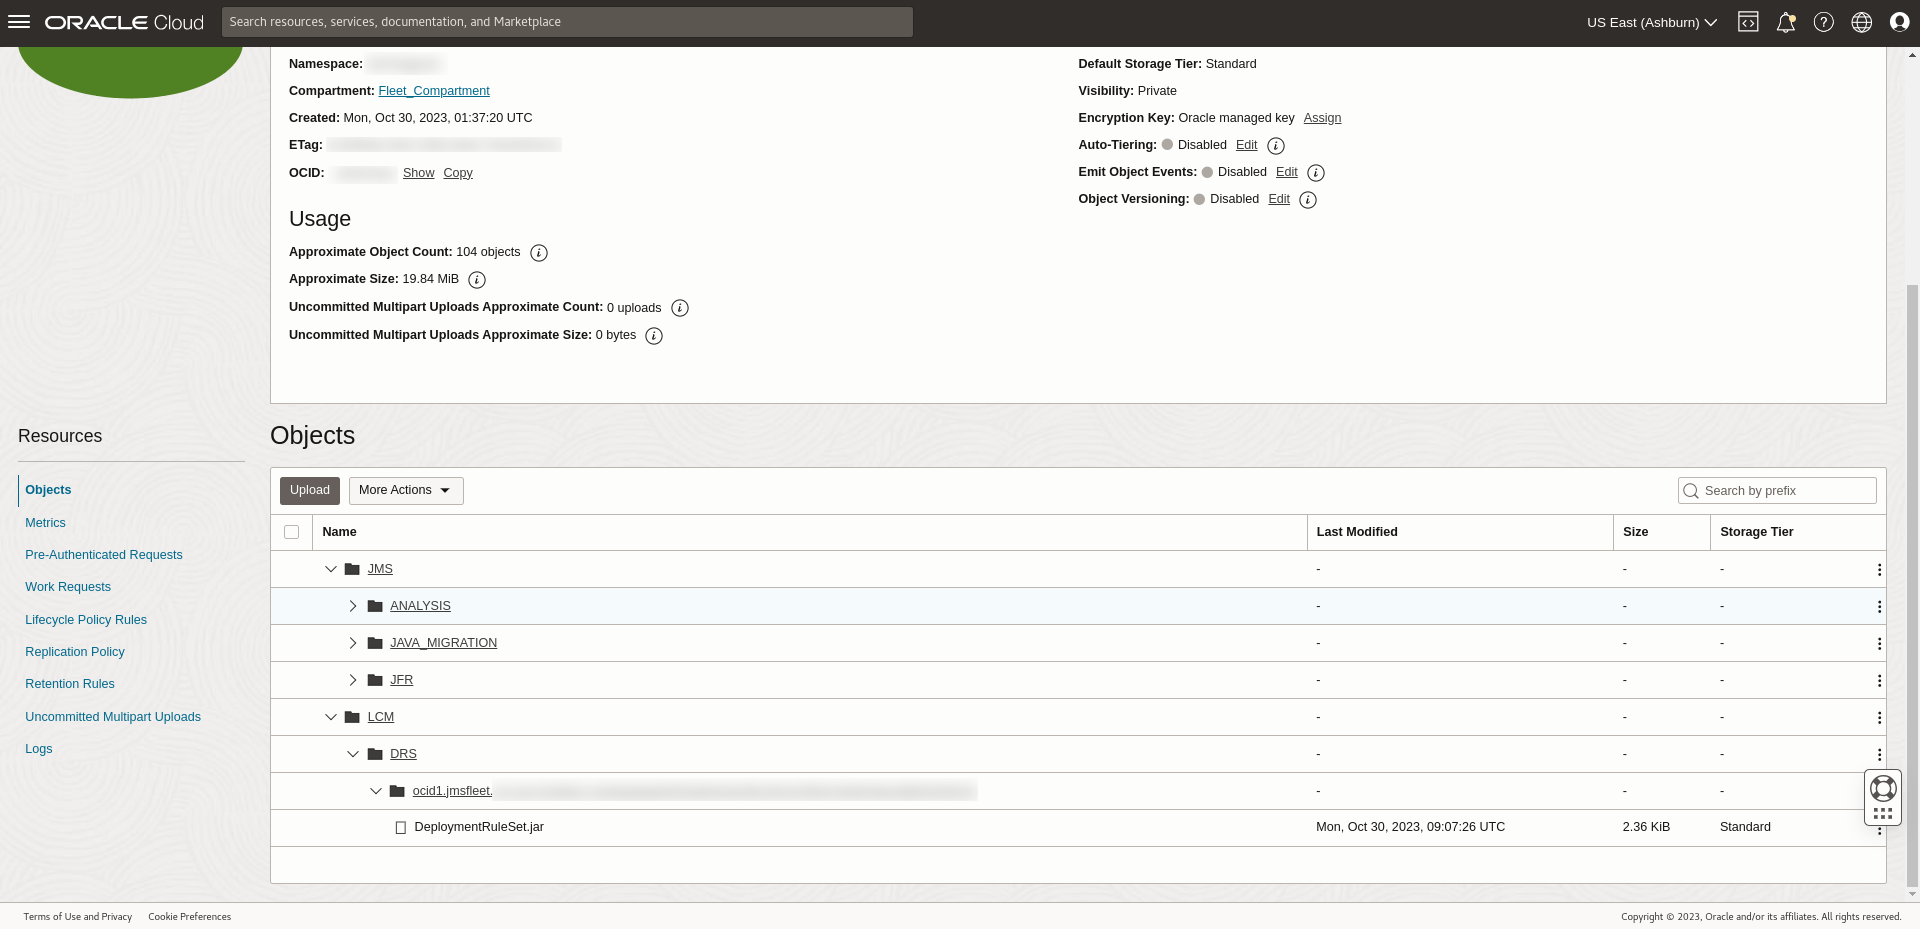 ORACLE Cloud
Search resources, services, documentation, and Marketplace
US East (Ashburn)
Namespace:
Compartment: Fleet_Compartment
Created: Mon, Oct 30, 2023, 01:37:20 UTC
ETag:
OCID: Show Copy
Default Storage Tier: Standard
Visibility: Private
Encryption Key: Oracle managed key Assign
Auto-Tiering: Disabled Edit
Emit Object Events: Disabled Edit
Object Versioning: Disabled Edit
Usage
Approximate Object Count: 104 objects
Approximate Size: 19.84 MiB
Uncommitted Multipart Uploads Approximate Count: 0 uploads
Uncommitted Multipart Uploads Approximate Size: 0 bytes
Resources
Objects
Metrics
Pre-Authenticated Requests
Work Requests
Lifecycle Policy Rules
Replication Policy
Retention Rules
Uncommitted Multipart Uploads
Logs
Objects
Upload More Actions Search by prefix
Name Last Modified Size Storage Tier
JMS - - -
ANALYSIS - - -
JAVA_MIGRATION - - -
JFR - - -
LCM - - -
DRS - - -
ocid1.jmsfleet. - - -
DeploymentRuleSet.jar Mon, Oct 30, 2023, 09:07:26 UTC 2.36 KiB Standard
Terms of Use and Privacy Cookie Preferences Copyright © 2023, Oracle and/or its affiliates. All rights reserved.